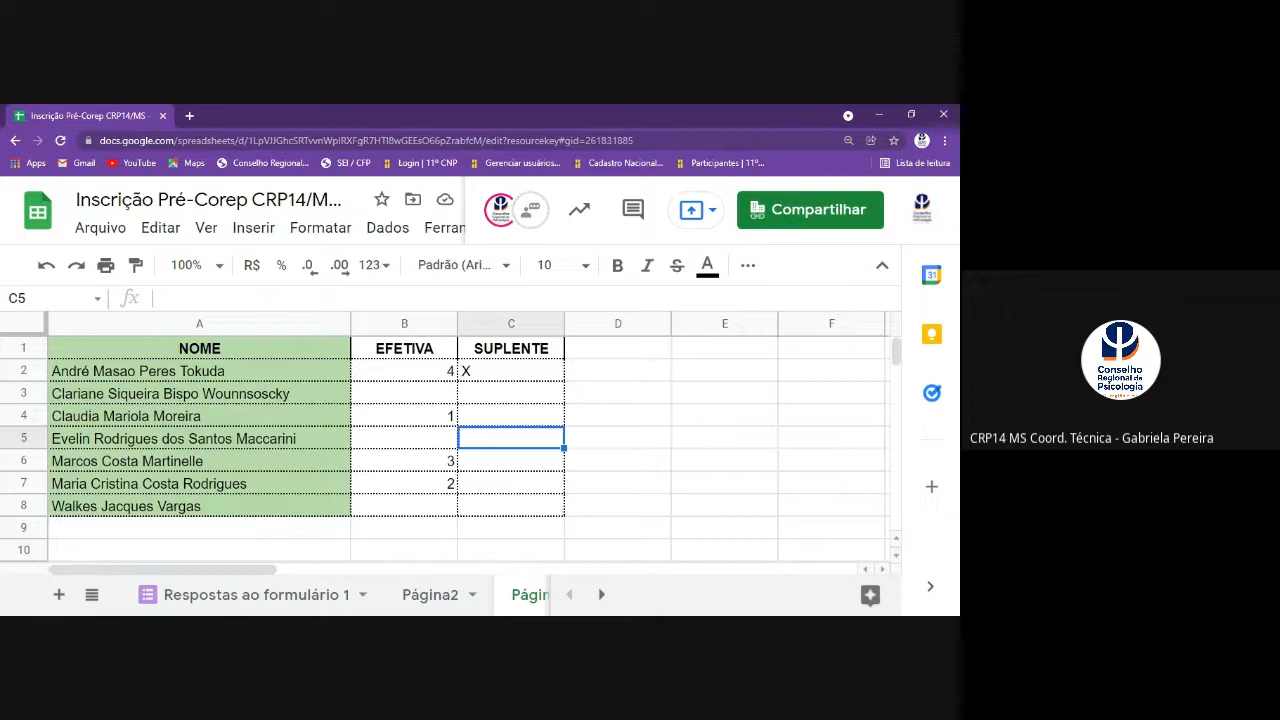 Inscrição Pré-Corep CRP14/MS -
docs.google.com/spreadsheets/d/1LpVJJGhcSRTvvnWpIRXFgR7HTI8wGEEsO66pZrabfcM/edit?resourcekey#gid=261831885
Apps Gmail YouTube Maps Conselho Regional... SEI / CFP Login | 11º CNP Gerenciar usuários... Cadastro Nacional... Participantes | 11º... Lista de leitura
Inscrição Pré-Corep CRP14/M...
Compartilhar
Arquivo Editar Ver Inserir Formatar Dados Ferran
100% R$ % .0 .00 123 Padrão (Ari... 10 B I S A
31
C5 fx
A B C D E F
1 NOME EFETIVA SUPLENTE
2 André Masao Peres Tokuda 4 X
3 Clariane Siqueira Bispo Wounnsoscky
4 Claudia Mariola Moreira 1
5 Evelin Rodrigues dos Santos Maccarini
6 Marcos Costa Martinelle 3
7 Maria Cristina Costa Rodrigues 2
8 Walkes Jacques Vargas
9
10
Respostas ao formulário 1 Página2 Págin
Conselho
Regional de
Psicologia
CRP14 MS Coord. Técnica - Gabriela Pereira